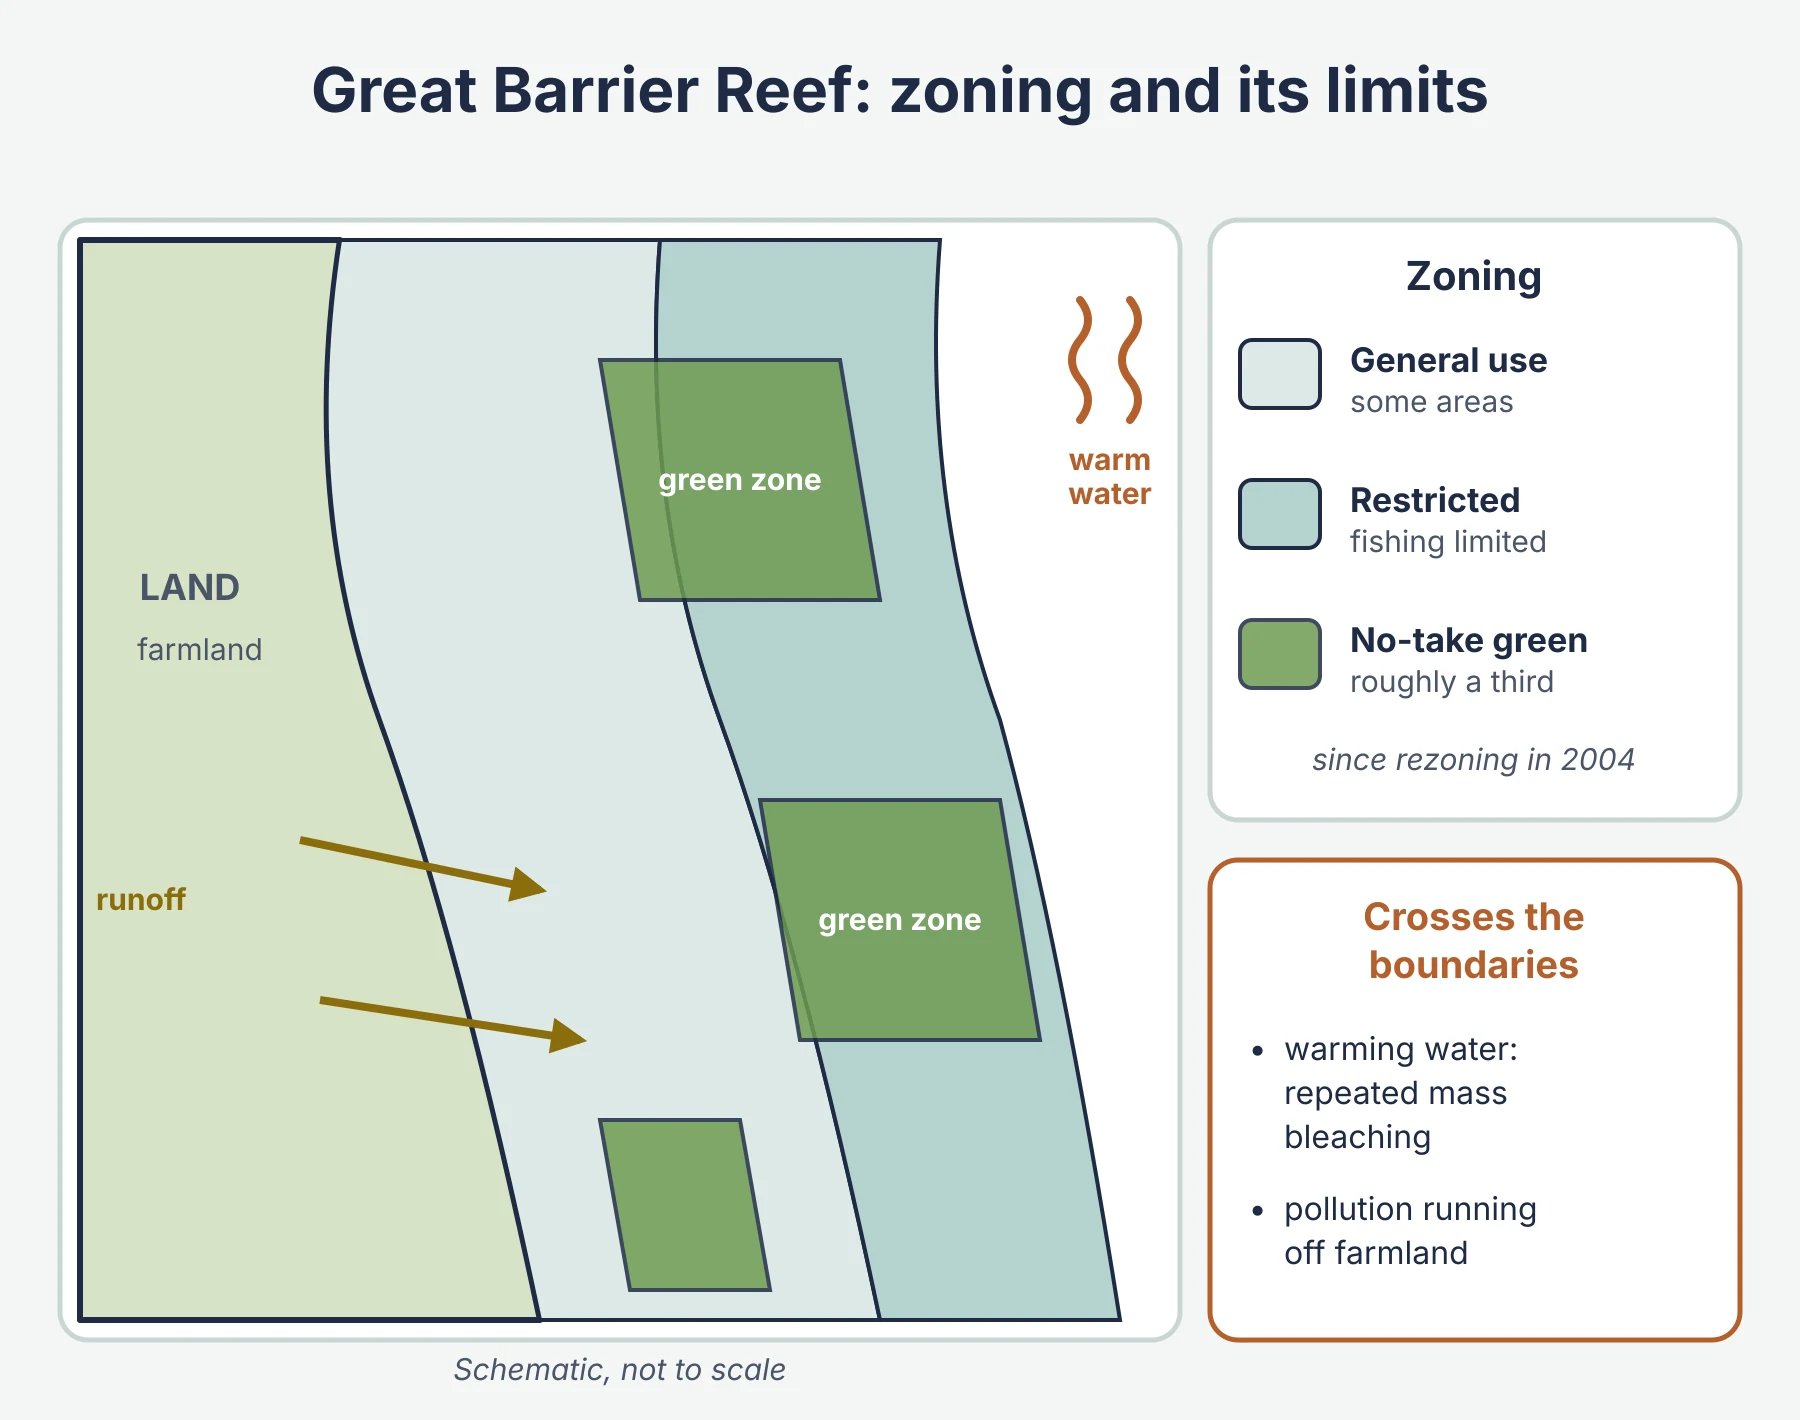 Great Barrier Reef: zoning and its limits
LAND
farmland
runoff
green zone
green zone
warm
water
Schematic, not to scale
Zoning
General use
some areas
Restricted
fishing limited
No-take green
roughly a third
since rezoning in 2004
Crosses the
boundaries
• warming water:
repeated mass
bleaching
• pollution running
off farmland